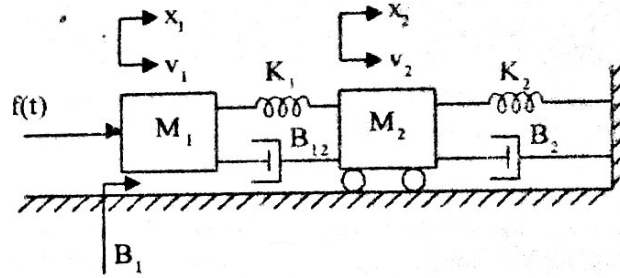 x₁ x₂
v₁ K₁ v₂ K₂
f(t) M₁ B₁₂ M₂ B₂
B₁